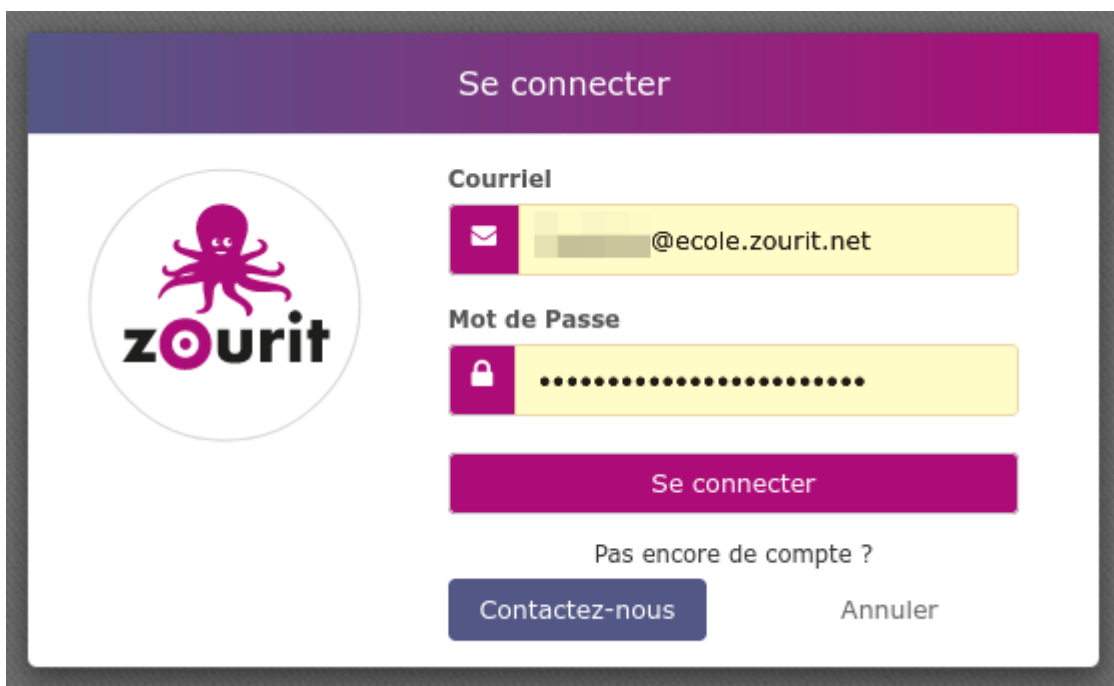 Se connecter
zourit
Courriel
@ecole.zourit.net
Mot de Passe
Se connecter
Pas encore de compte ?
Contactez-nous
Annuler